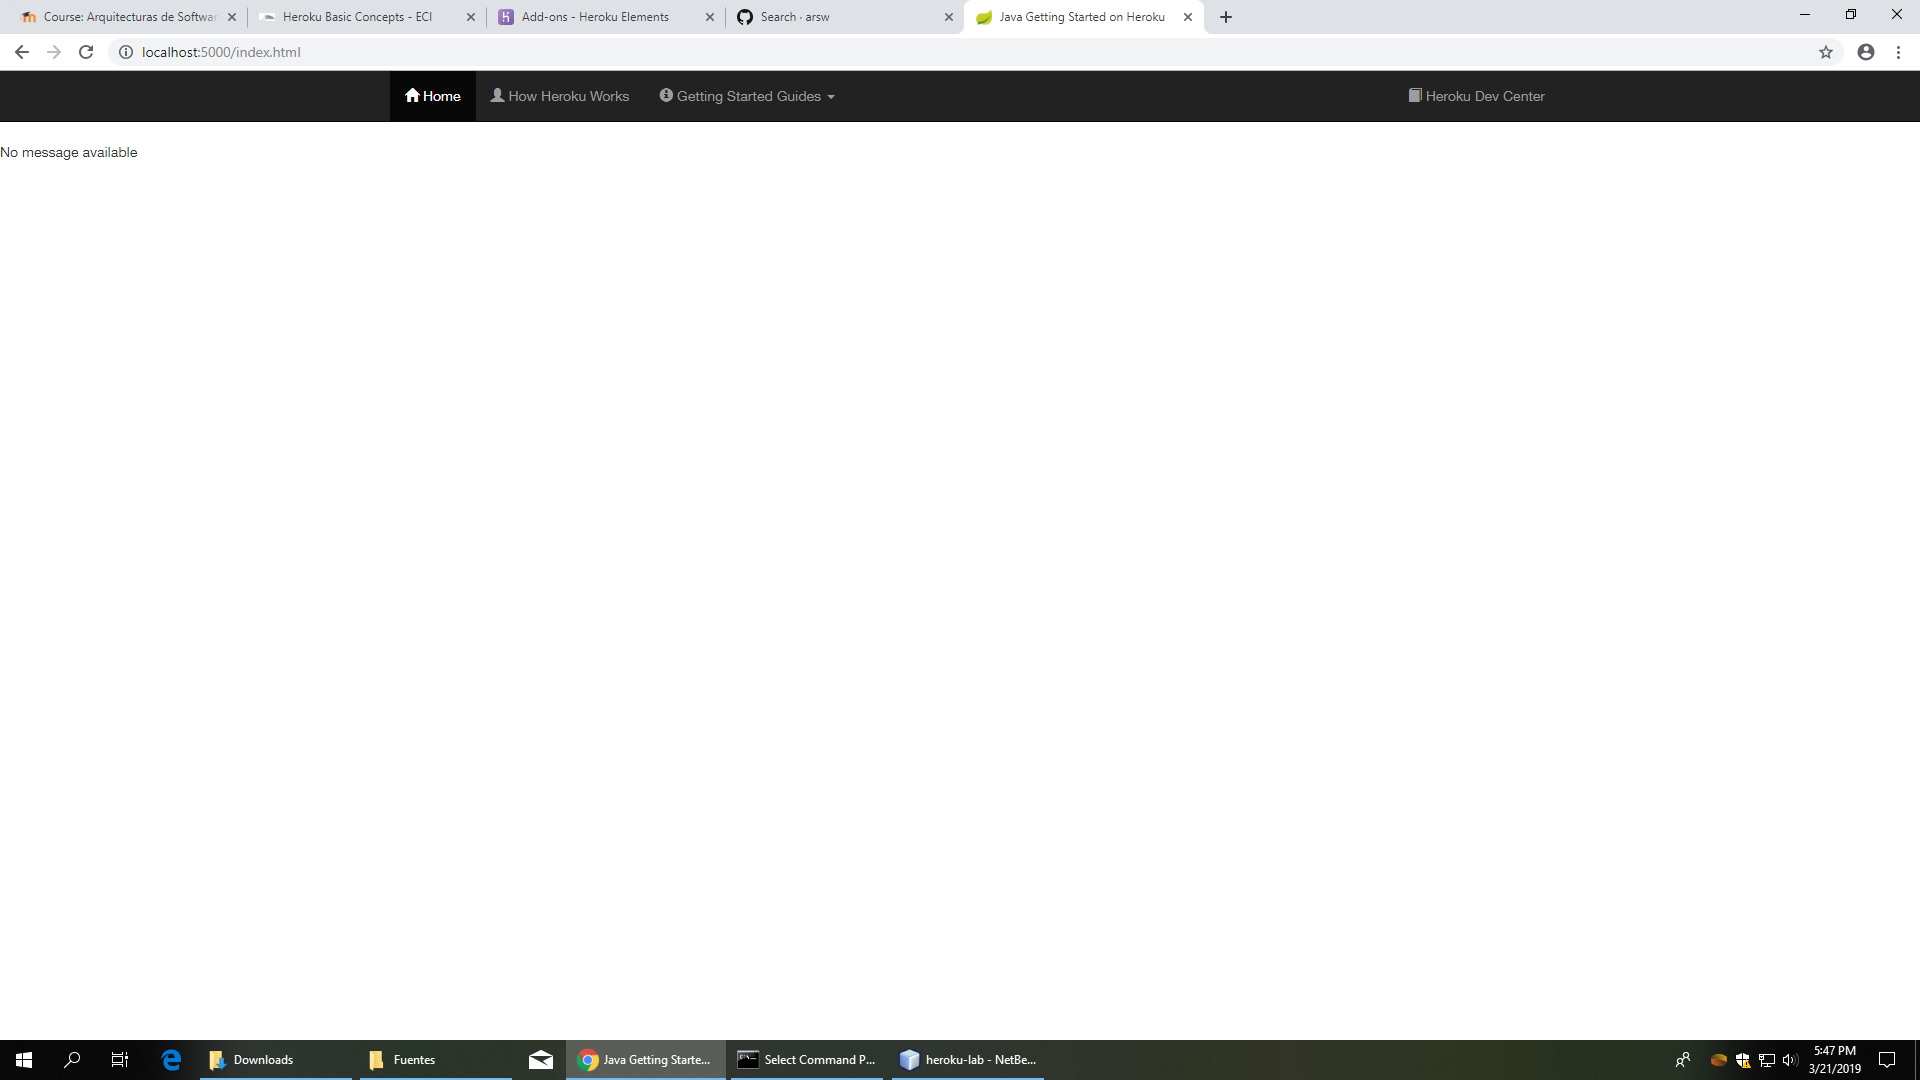 Course: Arquitecturas de Softwar
Heroku Basic Concepts - ECI
Add-ons - Heroku Elements
Search · arsw
Java Getting Started on Heroku
localhost:5000/index.html
Home
How Heroku Works
Getting Started Guides
Heroku Dev Center
No message available
Downloads
Fuentes
Java Getting Starte...
Select Command P...
heroku-lab - NetBe...
5:47 PM
3/21/2019